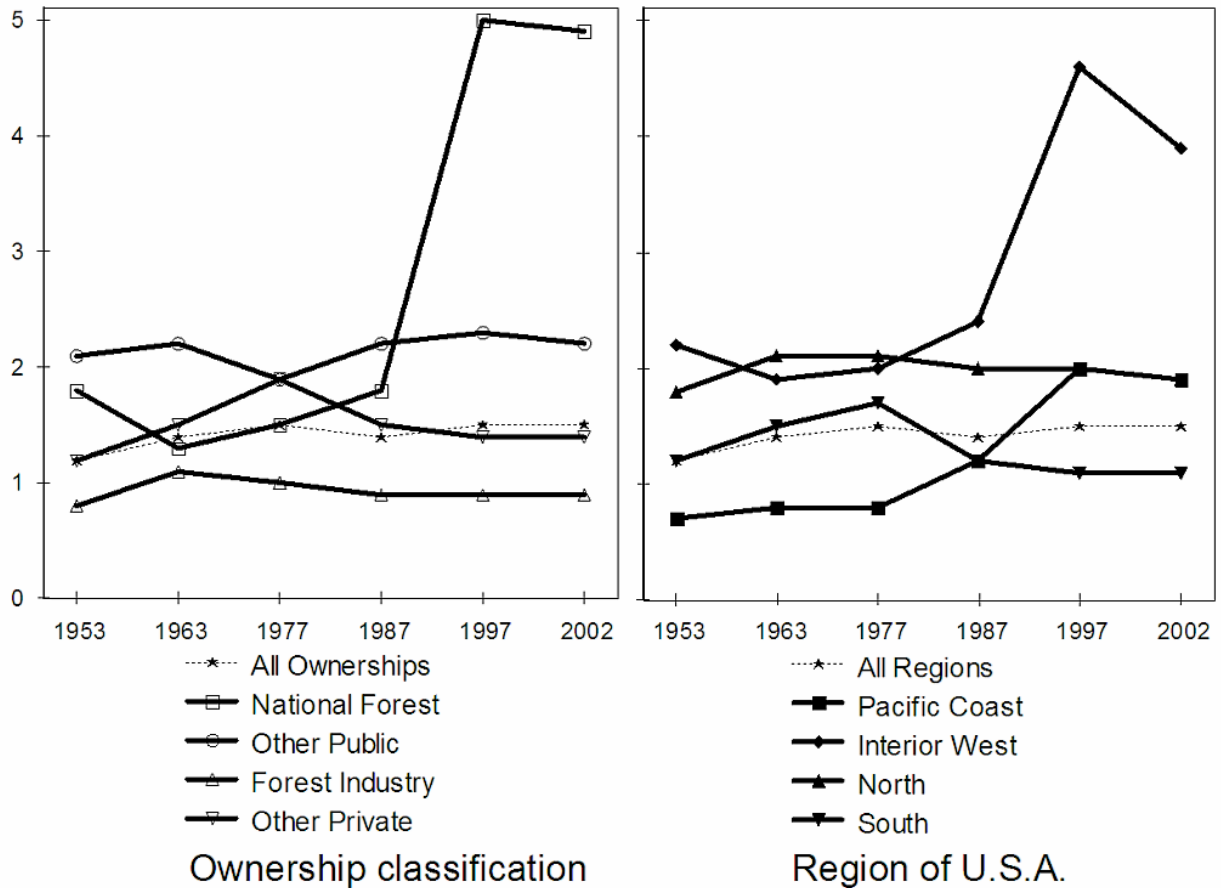 5
4
3
2
1
0
1953 1963 1977 1987 1997 2002
All Ownerships
National Forest
Other Public
Forest Industry
Other Private
Ownership classification
1953 1963 1977 1987 1997 2002
All Regions
Pacific Coast
Interior West
North
South
Region of U.S.A.